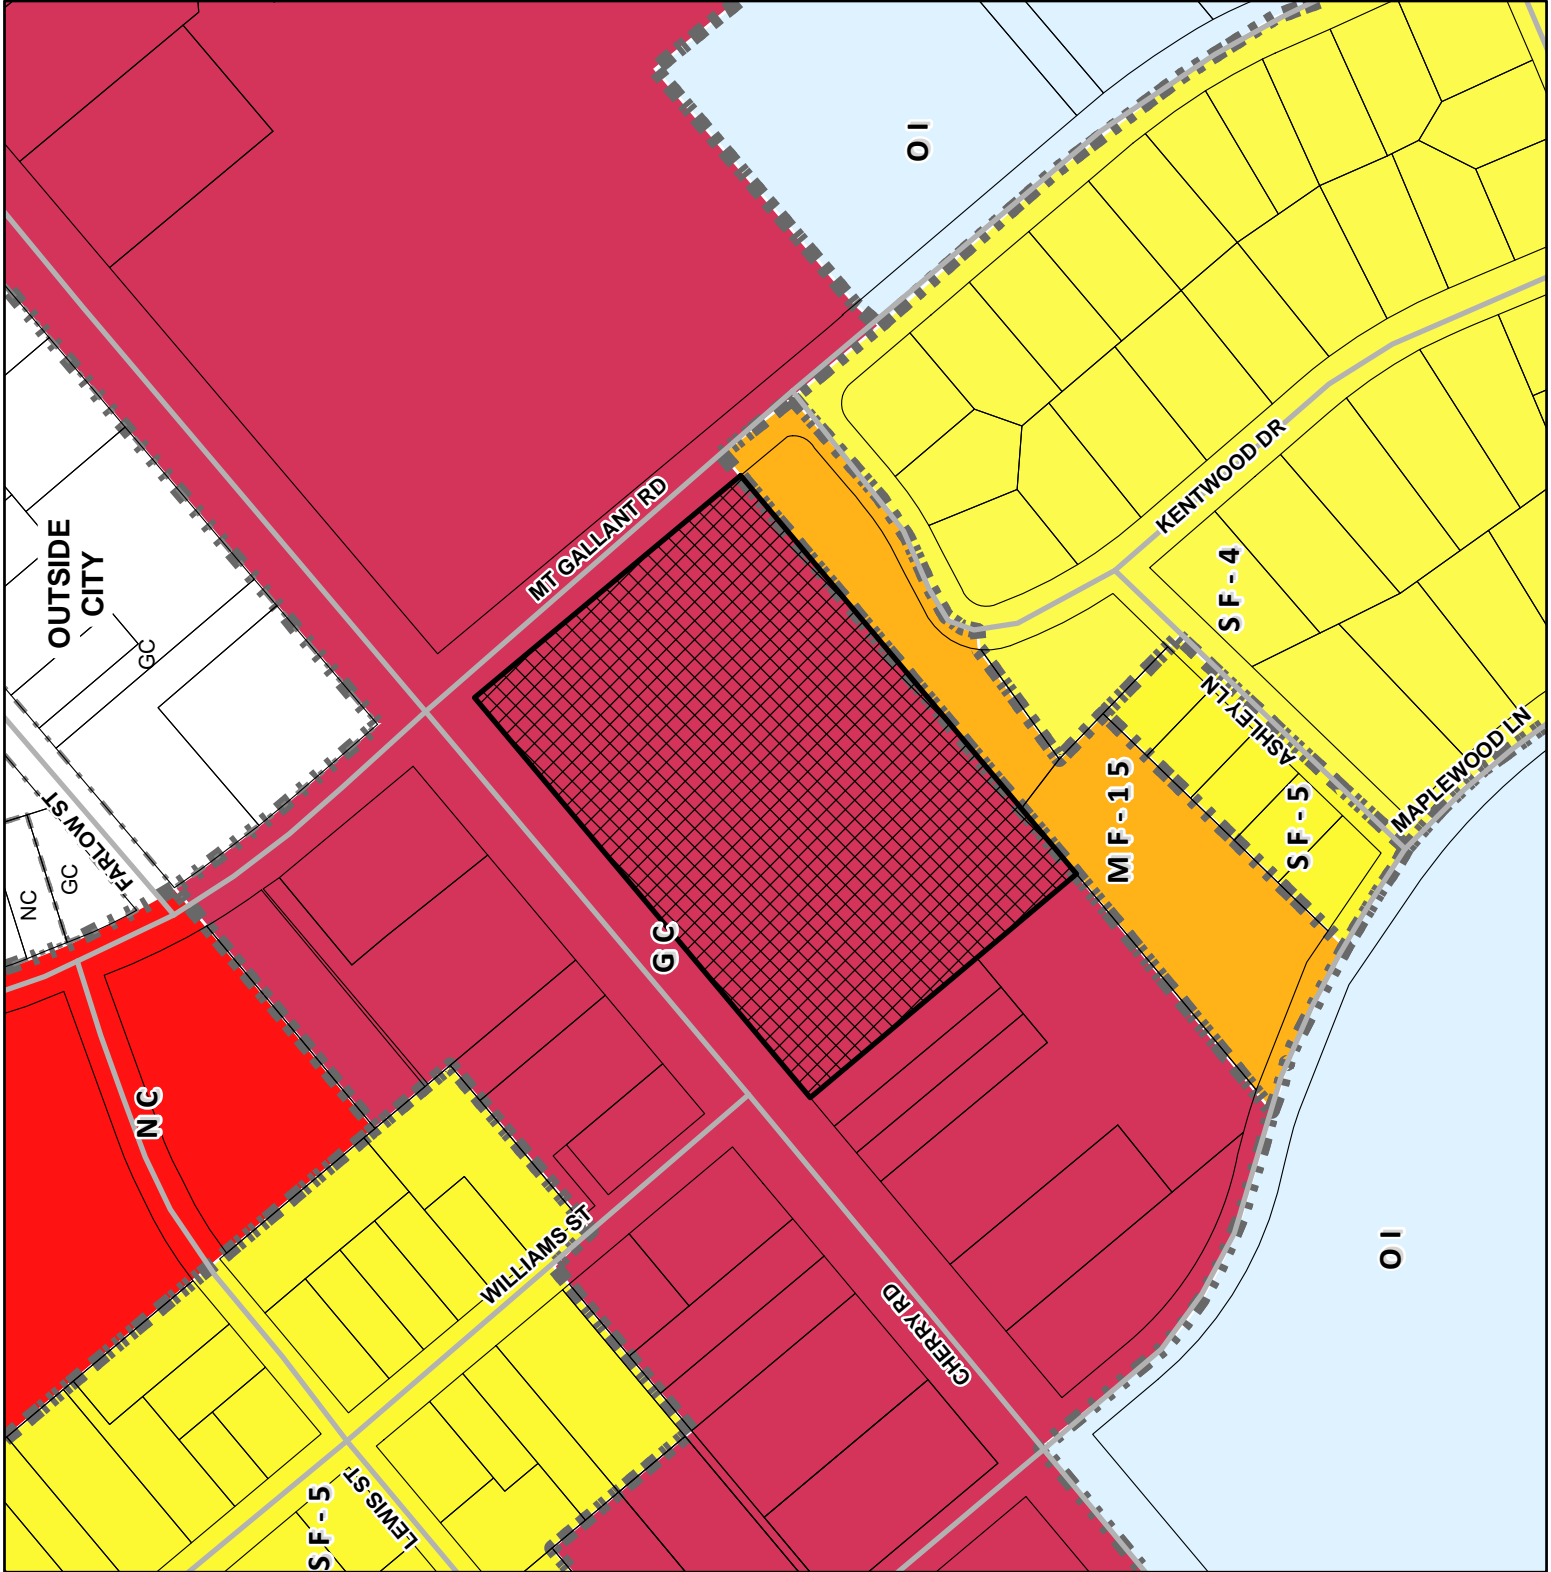 O I
MT GALLANT RD
KENTWOOD DR
OUTSIDE
CITY
GC
S F - 4
ASHLEY LN
MAPLEWOOD LN
M F - 1 5
S F - 5
FARLOW ST
GC
NC
G C
N C
WILLIAMS ST
CHERRY RD
O I
LEWIS ST
S F - 5